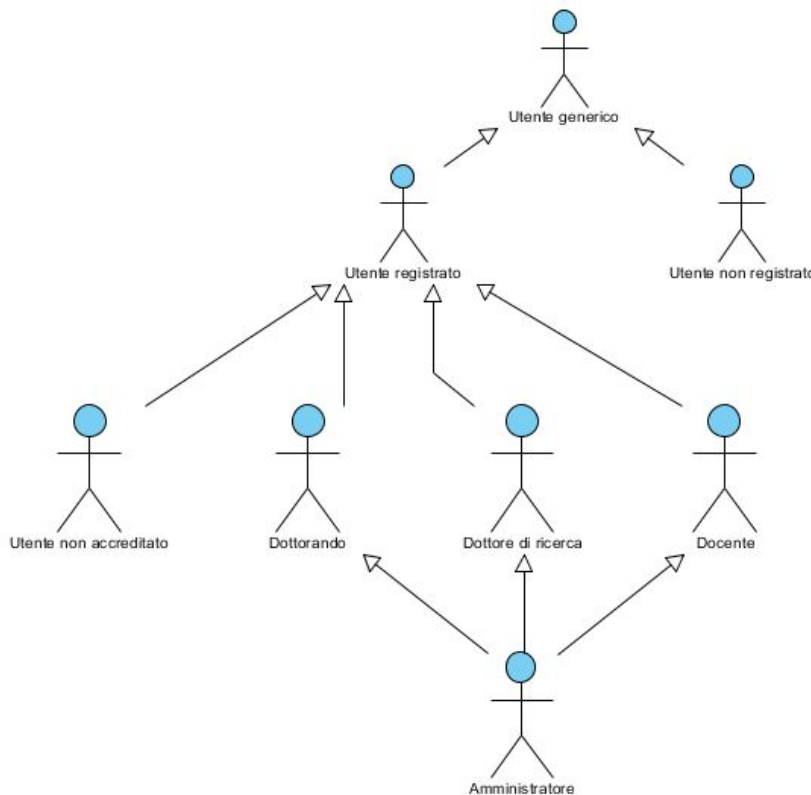 Utente generico
Utente registrato
Utente non registrato
Utente non accreditato
Dottorando
Dottore di ricerca
Docente
Amministratore